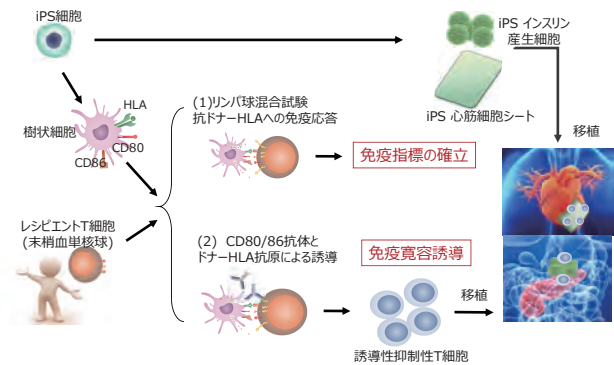 iPS細胞
iPS インスリン
産生細胞
iPS 心筋細胞シート
HLA
樹状細胞
CD80
CD86
(1)リンパ球混合試験
抗ドナーHLAへの免疫応答
免疫指標の確立
移植
レシピエントT細胞
(末梢血単核球)
(2) CD80/86抗体と
ドナーHLA抗原による誘導
免疫寛容誘導
移植
誘導性抑制性T細胞